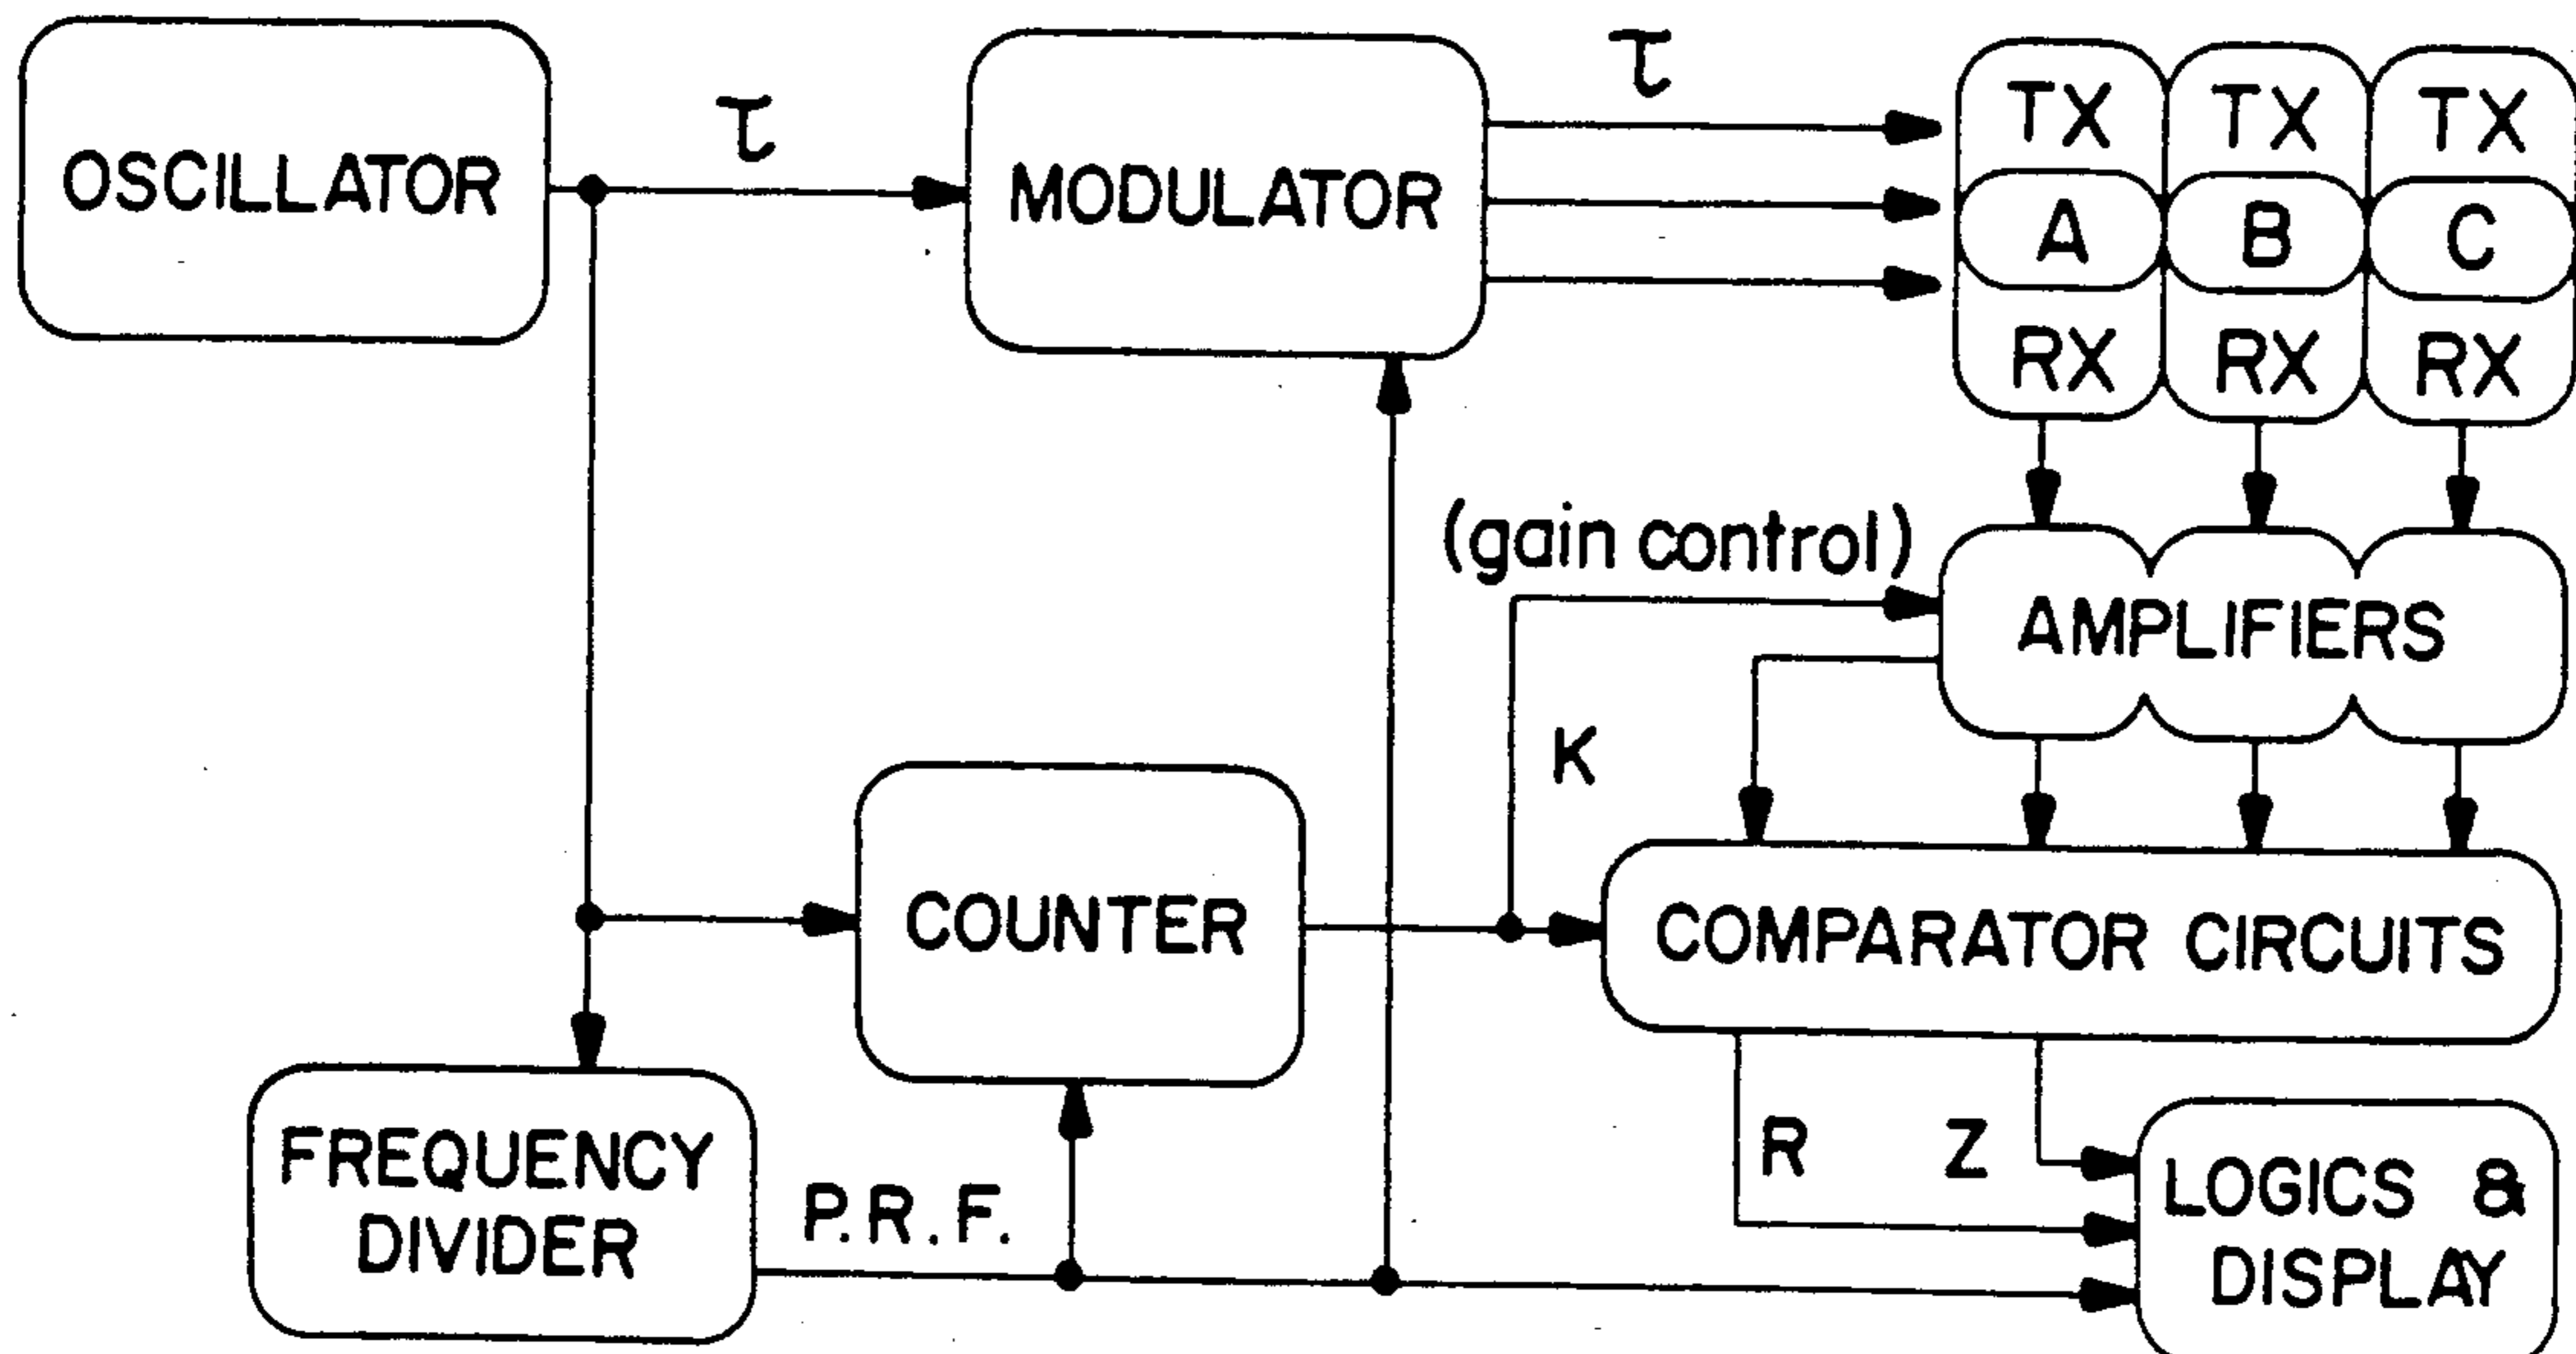 OSCILLATOR
τ
MODULATOR
τ
TX TX TX
A B C
RX RX RX
(gain control)
AMPLIFIERS
K
COUNTER
COMPARATOR CIRCUITS
FREQUENCY
DIVIDER
P.R.F.
R Z
LOGICS &
DISPLAY